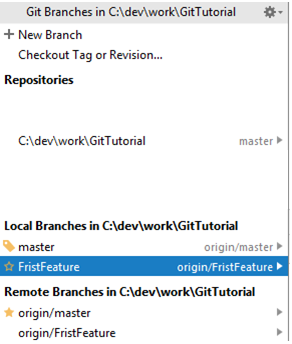 Git Branches in C:\dev\work\GitTutorial
New Branch
Checkout Tag or Revision...
Repositories
C:\dev\work\GitTutorial master
Local Branches in C:\dev\work\GitTutorial
master origin/master
FristFeature origin/FristFeature
Remote Branches in C:\dev\work\GitTutorial
origin/master
origin/FristFeature